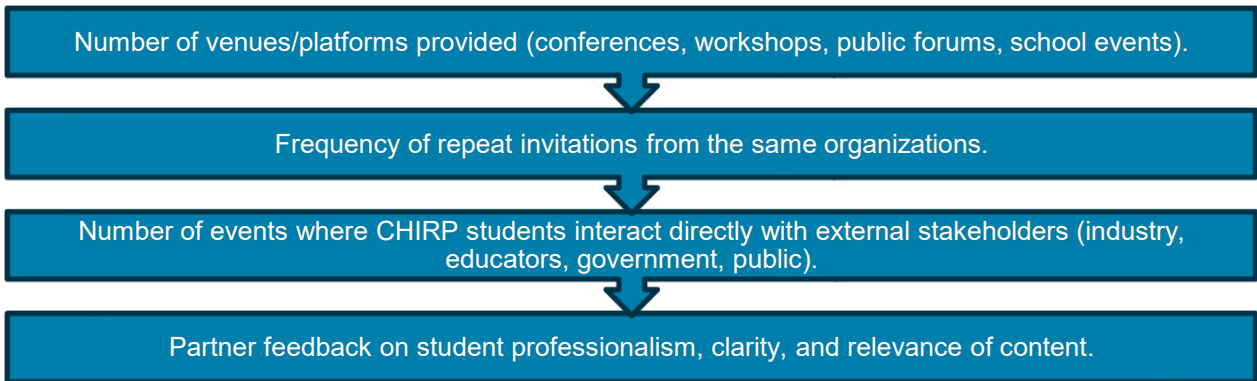 Number of venues/platforms provided (conferences, workshops, public forums, school events).
Frequency of repeat invitations from the same organizations.
Number of events where CHIRP students interact directly with external stakeholders (industry,
educators, government, public).
Partner feedback on student professionalism, clarity, and relevance of content.